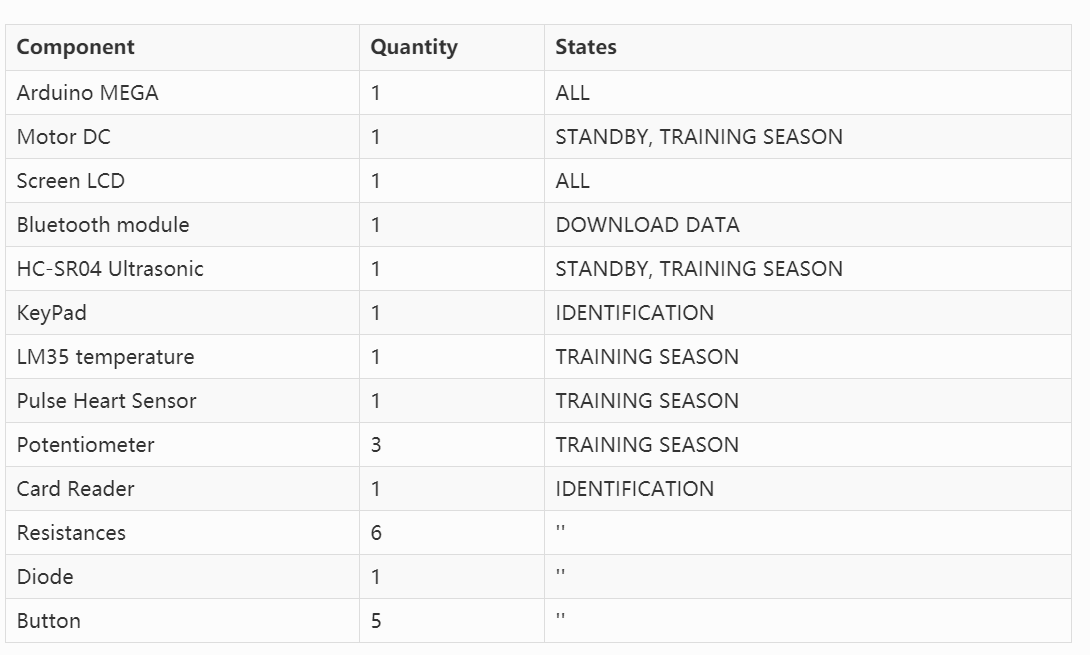 Component Quantity States
Arduino MEGA 1 ALL
Motor DC 1 STANDBY, TRAINING SEASON
Screen LCD 1 ALL
Bluetooth module 1 DOWNLOAD DATA
HC-SR04 Ultrasonic 1 STANDBY, TRAINING SEASON
KeyPad 1 IDENTIFICATION
LM35 temperature 1 TRAINING SEASON
Pulse Heart Sensor 1 TRAINING SEASON
Potentiometer 3 TRAINING SEASON
Card Reader 1 IDENTIFICATION
Resistances 6 ''
Diode 1 ''
Button 5 ''